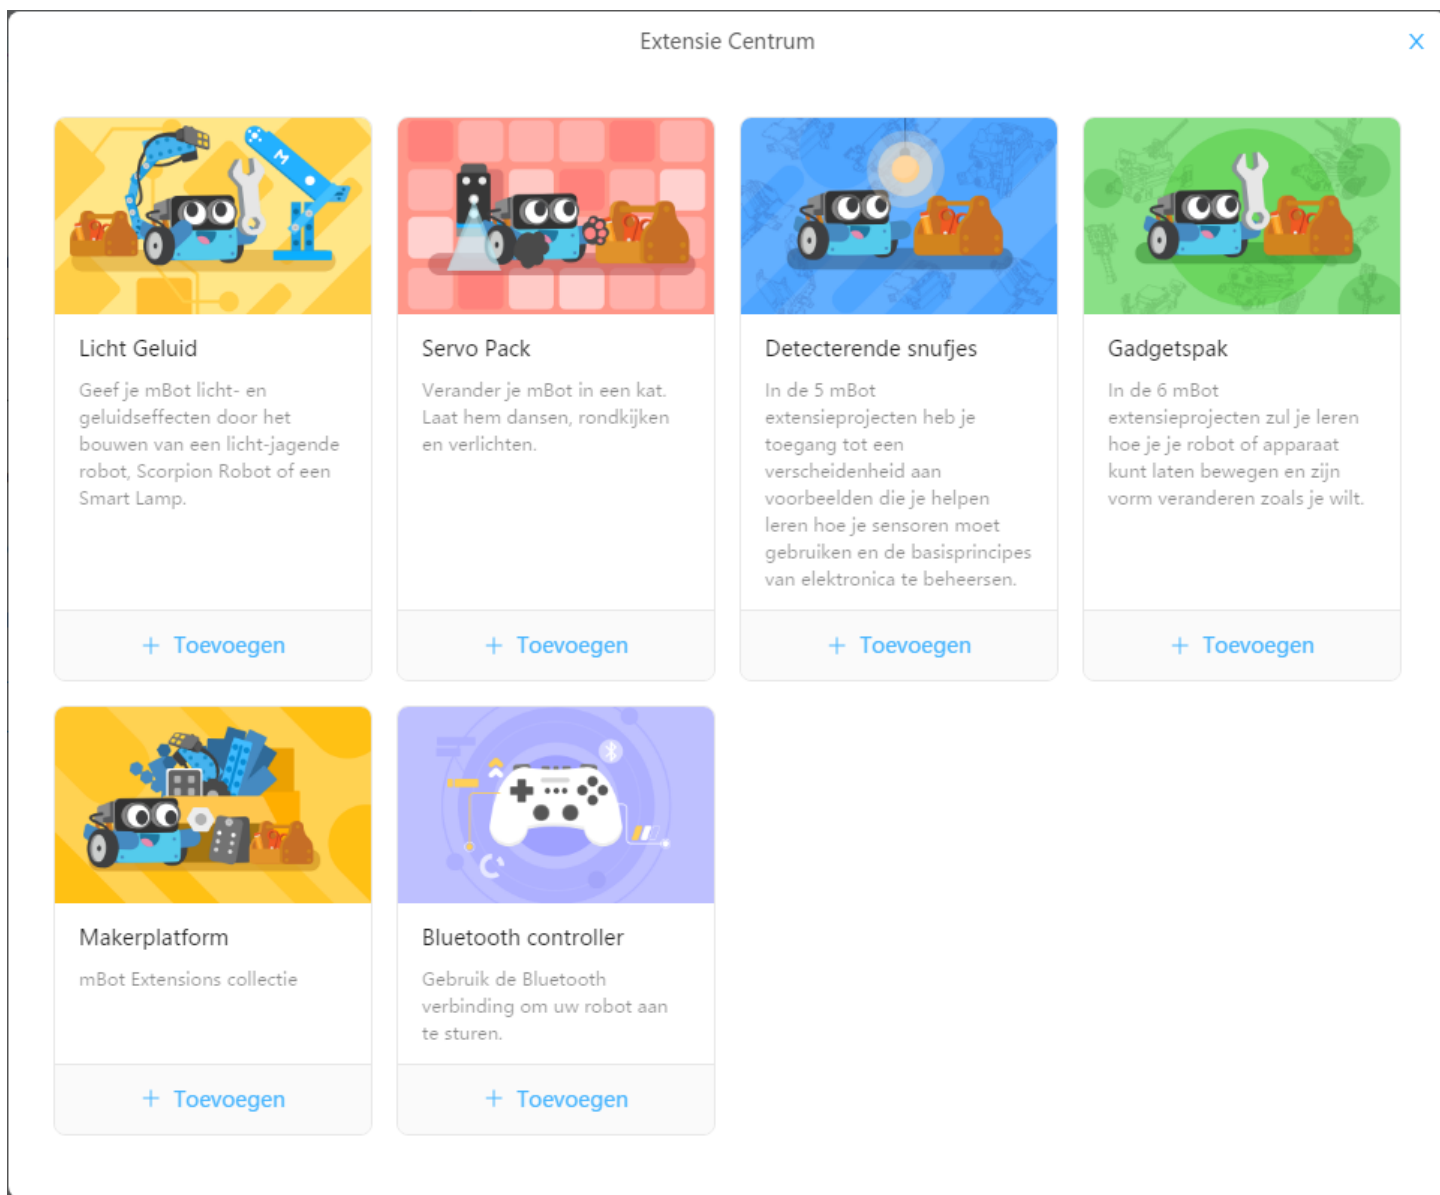 Extensie Centrum
X
Licht Geluid
Geef je mBot licht- en
geluidseffecten door het
bouwen van een licht-jagende
robot, Scorpion Robot of een
Smart Lamp.
+ Toevoegen
Servo Pack
Verander je mBot in een kat.
Laat hem dansen, rondkijken
en verlichten.
+ Toevoegen
Detecterende snufjes
In de 5 mBot
extensieprojecten heb je
toegang tot een
verscheidenheid aan
voorbeelden die je helpen
leren hoe je sensoren moet
gebruiken en de basisprincipes
van elektronica te beheersen.
+ Toevoegen
Gadgetspak
In de 6 mBot
extensieprojecten zul je leren
hoe je je robot of apparaat
kunt laten bewegen en zijn
vorm veranderen zoals je wilt.
+ Toevoegen
Makerplatform
mBot Extensions collectie
+ Toevoegen
Bluetooth controller
Gebruik de Bluetooth
verbinding om uw robot aan
te sturen.
+ Toevoegen
M